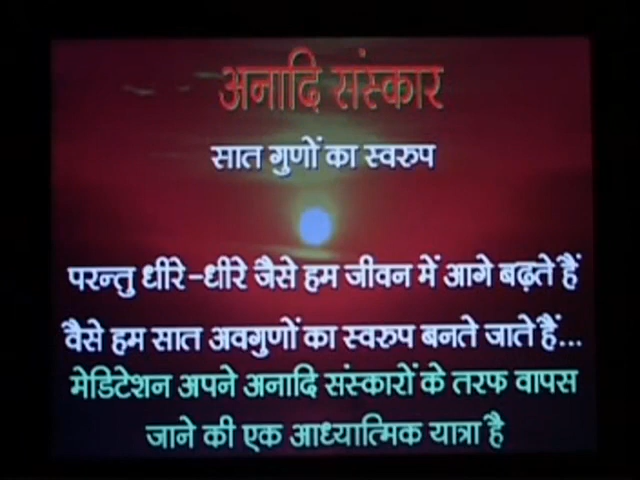 अनादि संस्कार
सात गुणों का स्वरुप
परन्तु धीरे-धीरे जैसे हम जीवन में आगे बढ़ते हैं
वैसे हम सात अवगुणों का स्वरुप बनते जाते हैं...
मेडिटेशन अपने अनादि संस्कारों के तरफ वापस
जाने की एक आध्यात्मिक यात्रा है